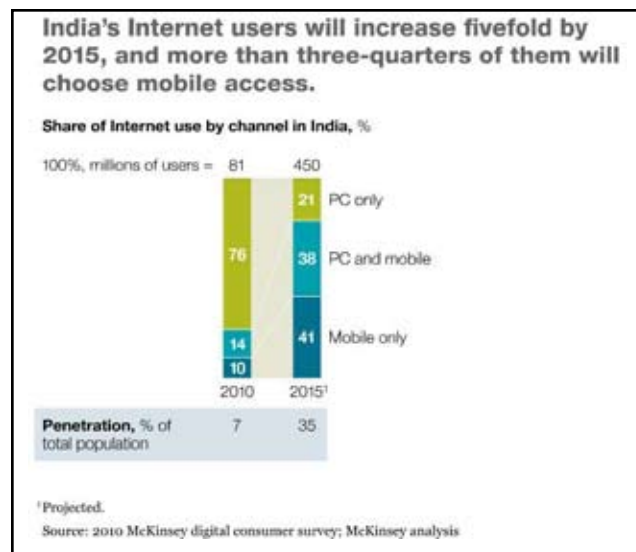 India's Internet users will increase fivefold by
2015, and more than three-quarters of them will
choose mobile access.
Share of Internet use by channel in India, %
100%, millions of users = 81 450
21 PC only
76
38 PC and mobile
14
41 Mobile only
10
2010 2015¹
Penetration, % of
total population 7 35
¹Projected.
Source: 2010 McKinsey digital consumer survey; McKinsey analysis